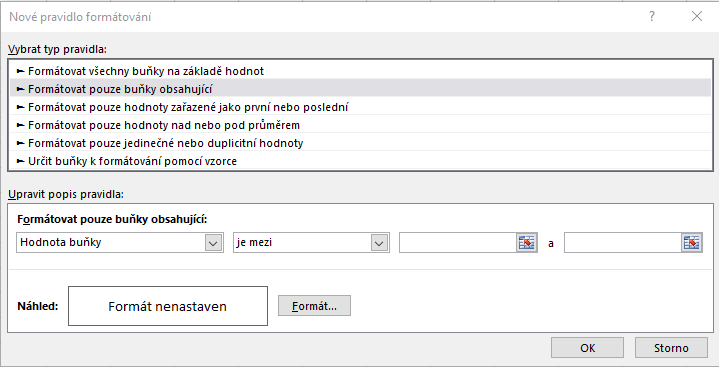 Nové pravidlo formátování
Vybrat typ pravidla:
► Formátovat všechny buňky na základě hodnot
► Formátovat pouze buňky obsahující
► Formátovat pouze hodnoty zařazené jako první nebo poslední
► Formátovat pouze hodnoty nad nebo pod průměrem
► Formátovat pouze jedinečné nebo duplicitní hodnoty
► Určit buňky k formátování pomocí vzorce
Upravit popis pravidla:
Formátovat pouze buňky obsahující:
Hodnota buňky je mezi a
Náhled: Formát nenastaven Formát...
OK Storno